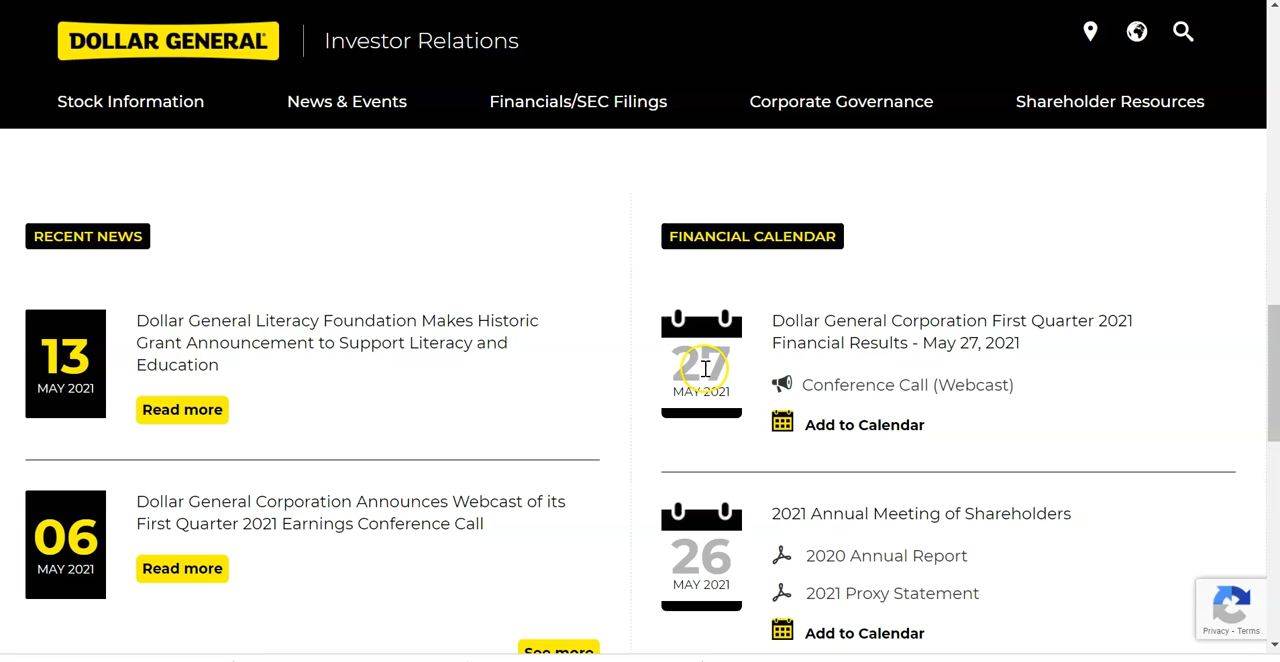 DOLLAR GENERAL
Investor Relations
Stock Information
News & Events
Financials/SEC Filings
Corporate Governance
Shareholder Resources
RECENT NEWS
13
MAY 2021
Dollar General Literacy Foundation Makes Historic
Grant Announcement to Support Literacy and
Education
Read more
06
MAY 2021
Dollar General Corporation Announces Webcast of its
First Quarter 2021 Earnings Conference Call
Read more
See more
FINANCIAL CALENDAR
27
MAY 2021
Dollar General Corporation First Quarter 2021
Financial Results - May 27, 2021
Conference Call (Webcast)
Add to Calendar
26
MAY 2021
2021 Annual Meeting of Shareholders
2020 Annual Report
2021 Proxy Statement
Add to Calendar
Privacy - Terms